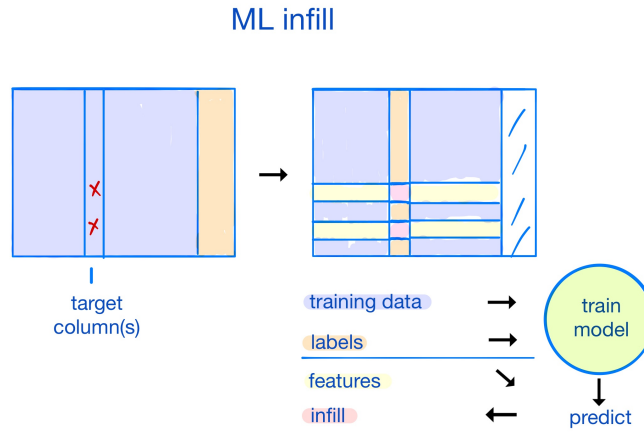 ML infill
target
column(s)
training data
labels
features
infill
train
model
predict